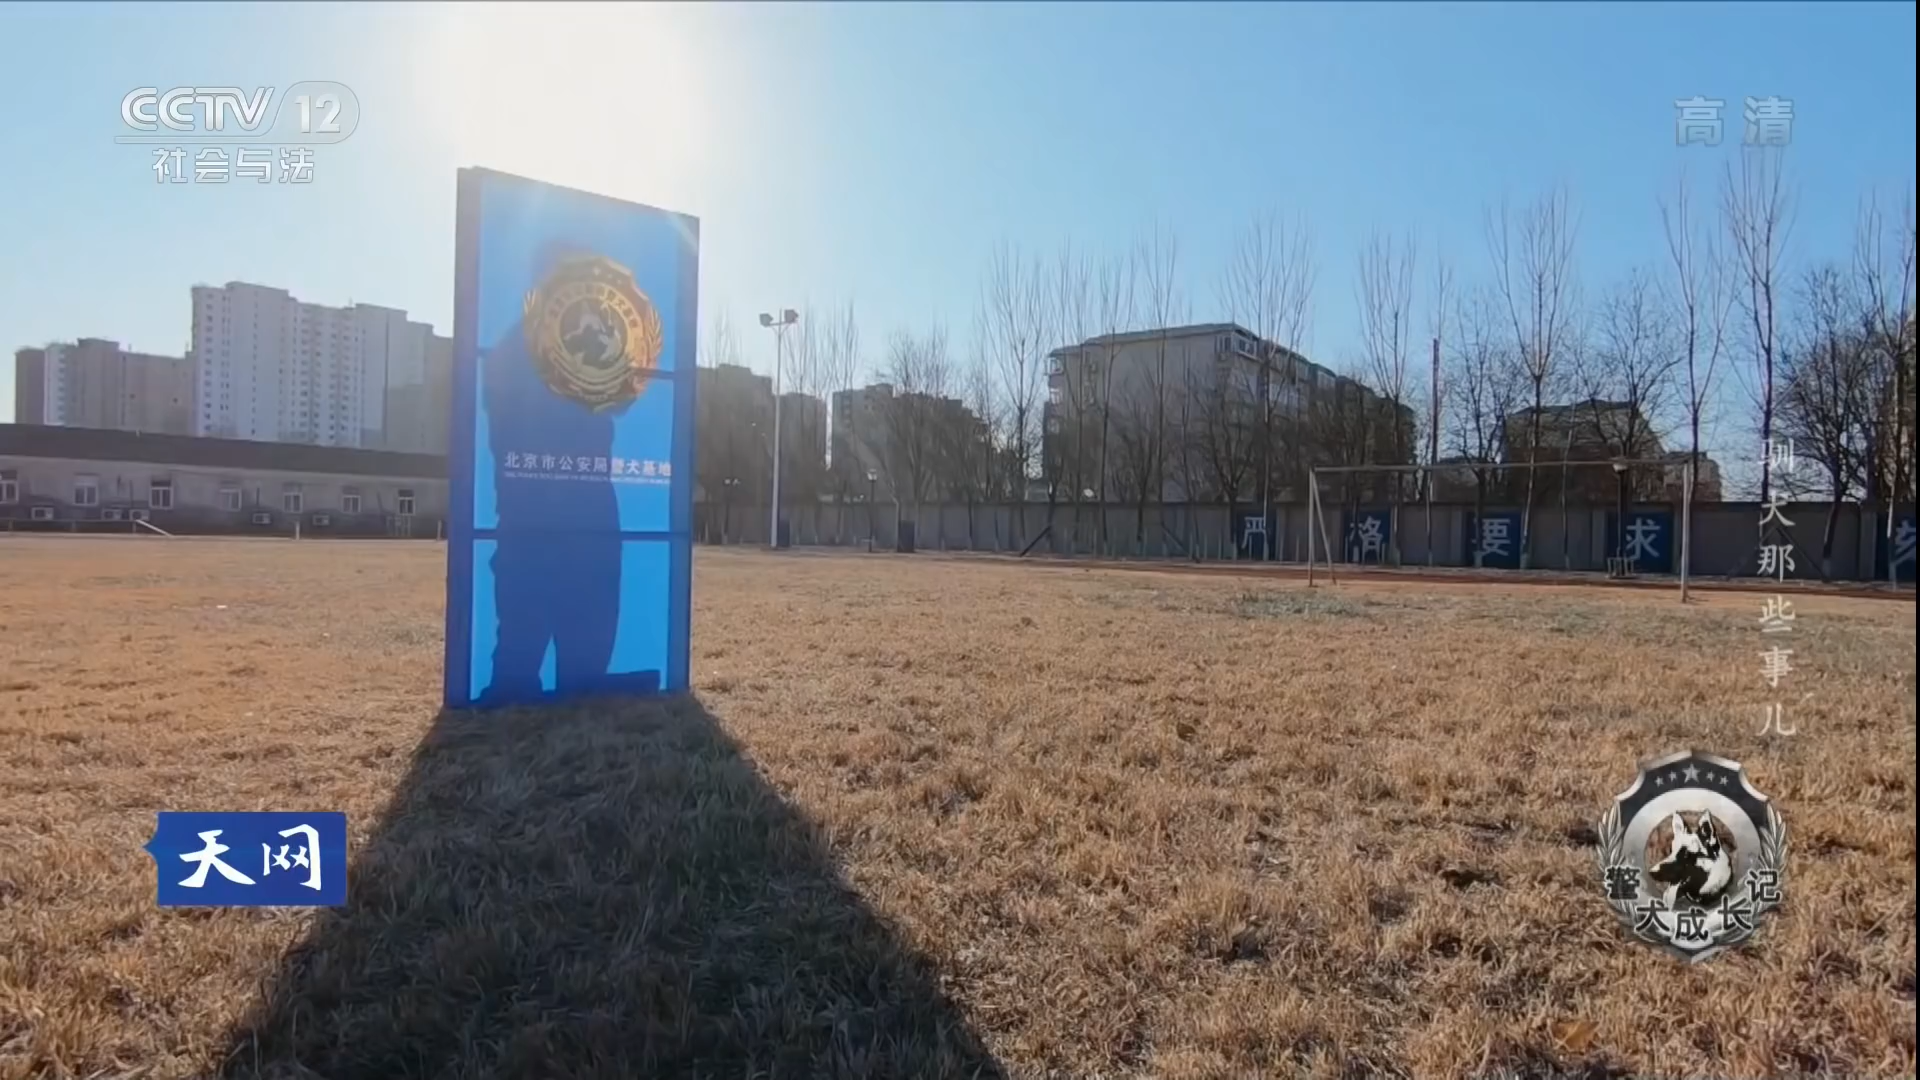 CCTV 12
社会与法
高清
北京市公安局警犬基地
严格要求
驯犬那些事儿
天网
警犬成长记